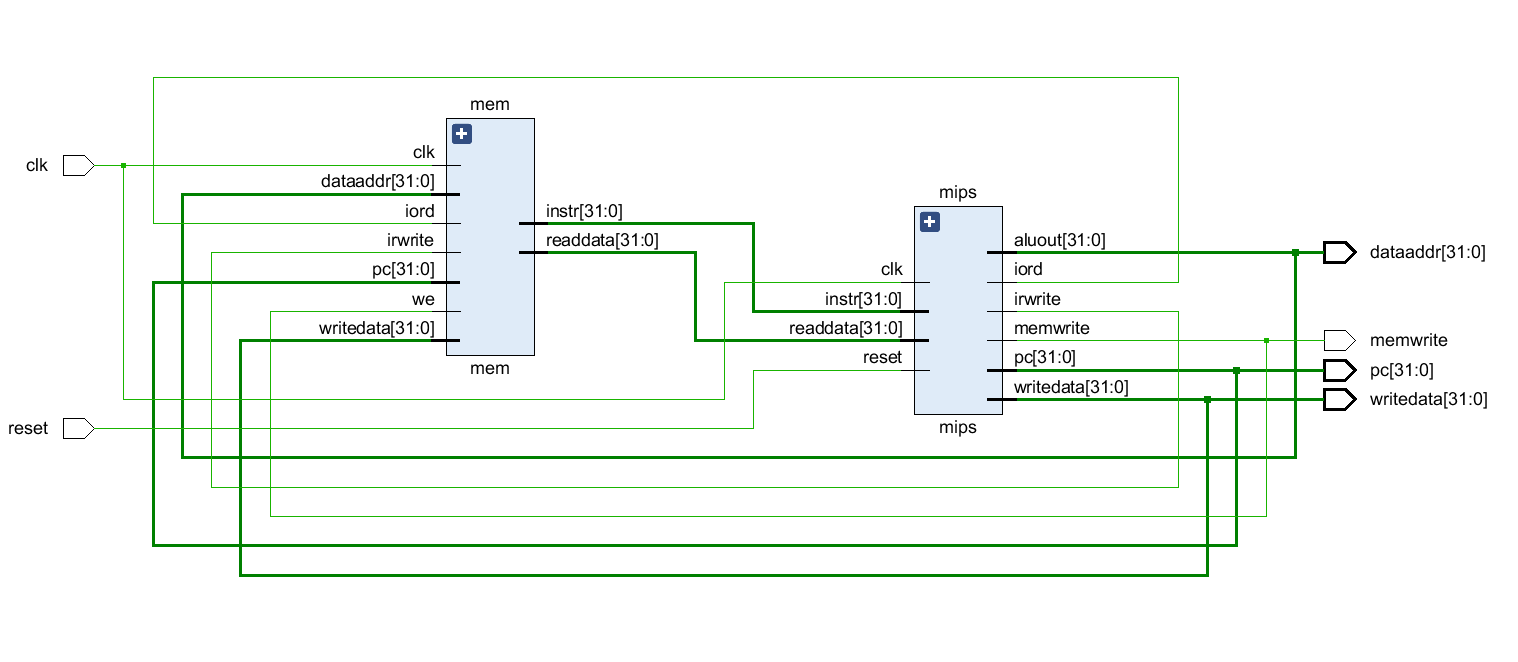 clk
reset
mem
clk
dataaddr[31:0]
iord
irwrite
pc[31:0]
we
writedata[31:0]
instr[31:0]
readdata[31:0]
mem
mips
clk
instr[31:0]
readdata[31:0]
reset
aluout[31:0]
iord
irwrite
memwrite
pc[31:0]
writedata[31:0]
mips
dataaddr[31:0]
memwrite
pc[31:0]
writedata[31:0]